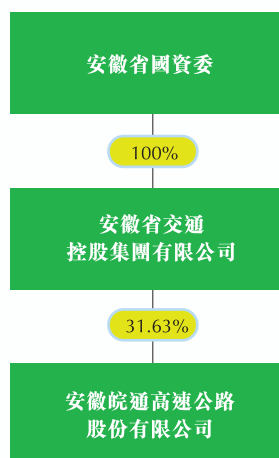 安徽省國資委
100%
安徽省交通
控股集團有限公司
31.63%
安徽皖通高速公路
股份有限公司